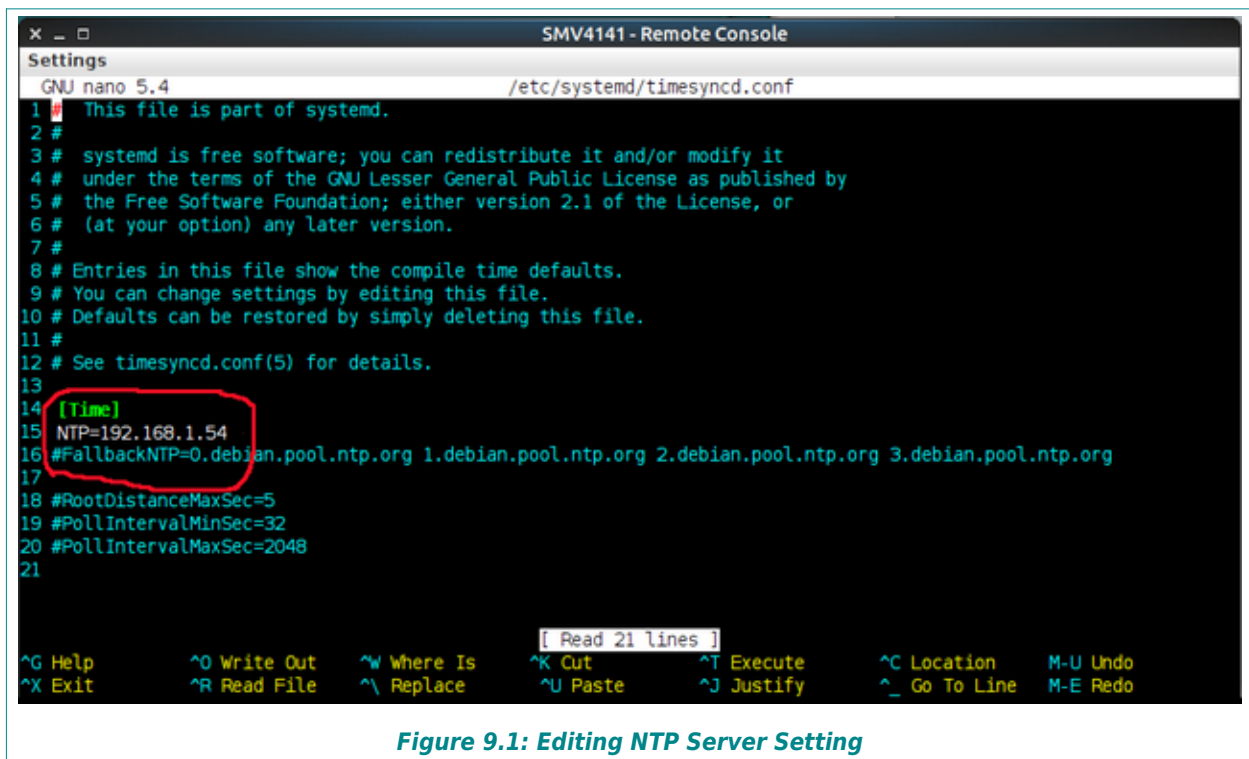 × _ □ SMV4141 - Remote Console
Settings
GNU nano 5.4 /etc/systemd/timesyncd.conf
1 #  This file is part of systemd.
2 #
3 #  systemd is free software; you can redistribute it and/or modify it
4 #  under the terms of the GNU Lesser General Public License as published by
5 #  the Free Software Foundation; either version 2.1 of the License, or
6 #  (at your option) any later version.
7 #
8 # Entries in this file show the compile time defaults.
9 # You can change settings by editing this file.
10 # Defaults can be restored by simply deleting this file.
11 #
12 # See timesyncd.conf(5) for details.
13
14 [Time]
15 NTP=192.168.1.54
16 #FallbackNTP=0.debian.pool.ntp.org 1.debian.pool.ntp.org 2.debian.pool.ntp.org 3.debian.pool.ntp.org
17
18 #RootDistanceMaxSec=5
19 #PollIntervalMinSec=32
20 #PollIntervalMaxSec=2048
21
[ Read 21 lines ]
^G Help ^O Write Out ^W Where Is ^K Cut ^T Execute ^C Location M-U Undo
^X Exit ^R Read File ^\ Replace ^U Paste ^J Justify ^_ Go To Line M-E Redo
Figure 9.1: Editing NTP Server Setting